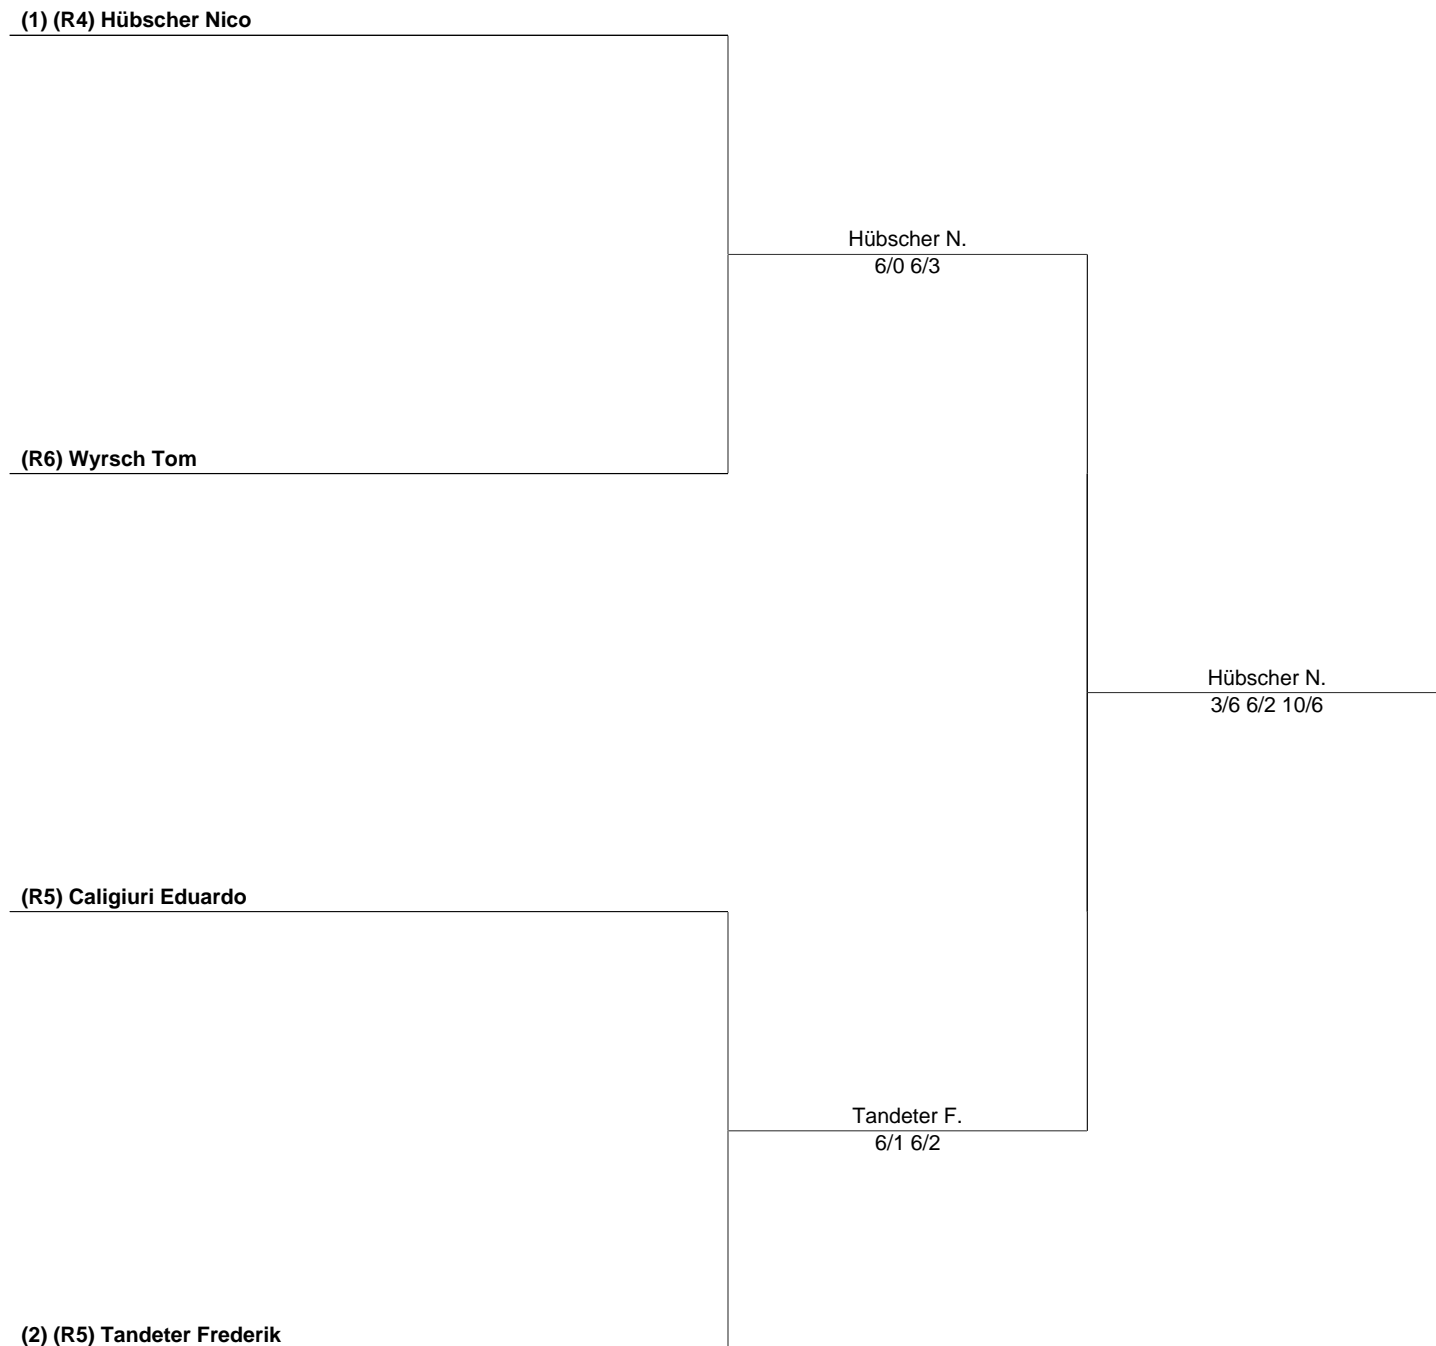 (1) (R4) Hübscher Nico
Hübscher N.
6/0 6/3
(R6) Wyrsch Tom
Hübscher N.
3/6 6/2 10/6
(R5) Caligiuri Eduardo
Tandeter F.
6/1 6/2
(2) (R5) Tandeter Frederik